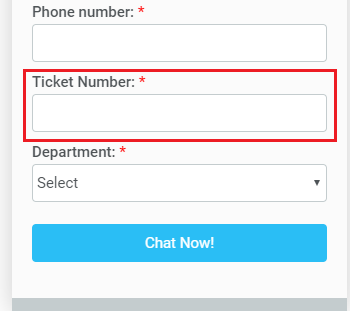 Phone number: *
Ticket Number: *
Department: *
Select
Chat Now!